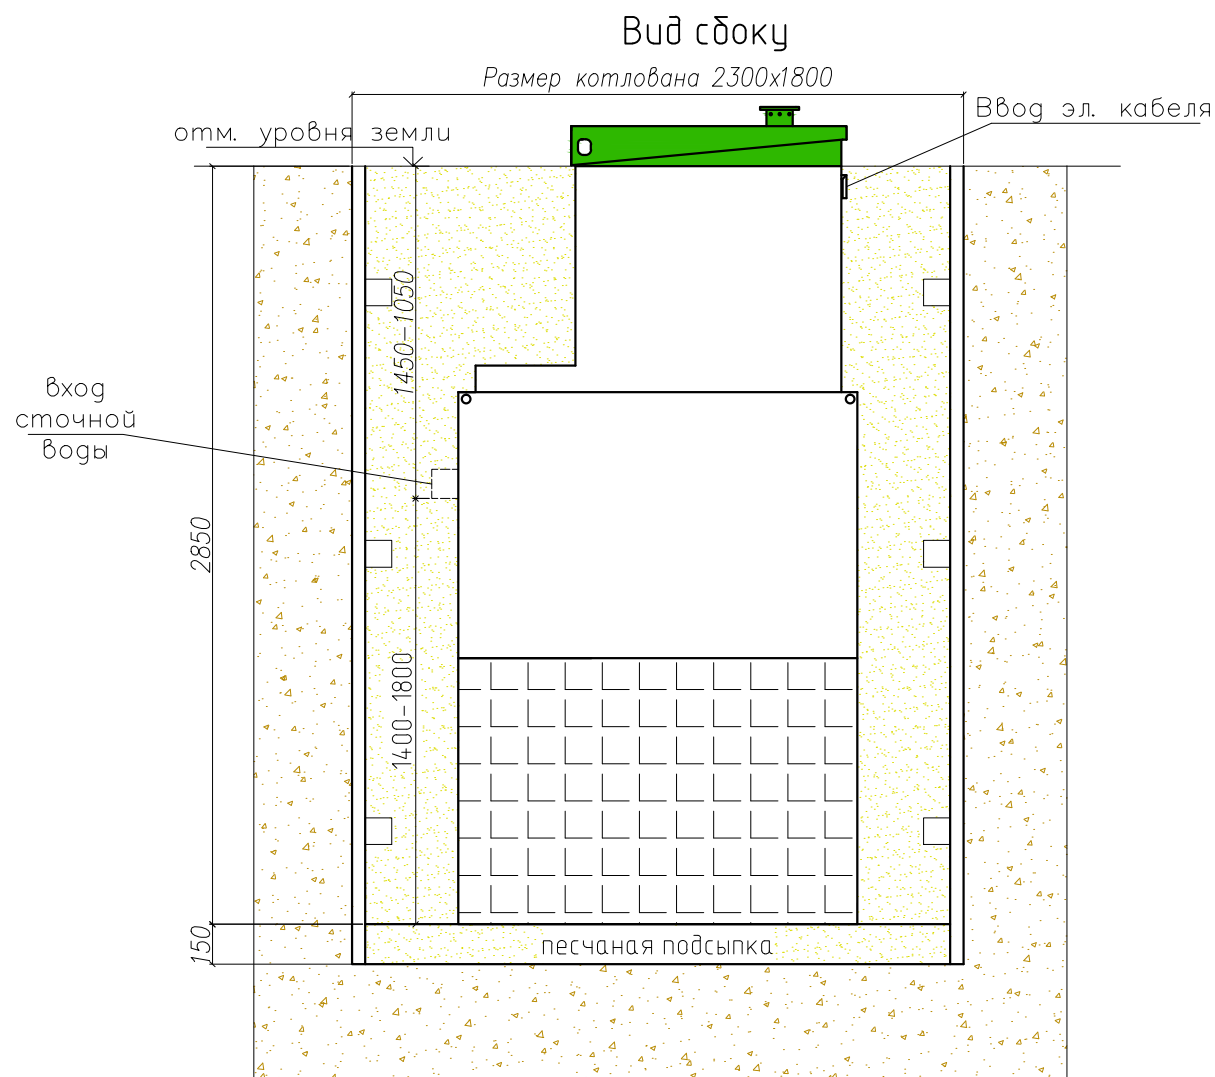 Вид сбоку
Размер котлована 2300х1800
Ввод эл. кабеля
отм. уровня земли
1450-1050
вход
сточной
воды
2850
1400-1800
150
песчаная подсыпка